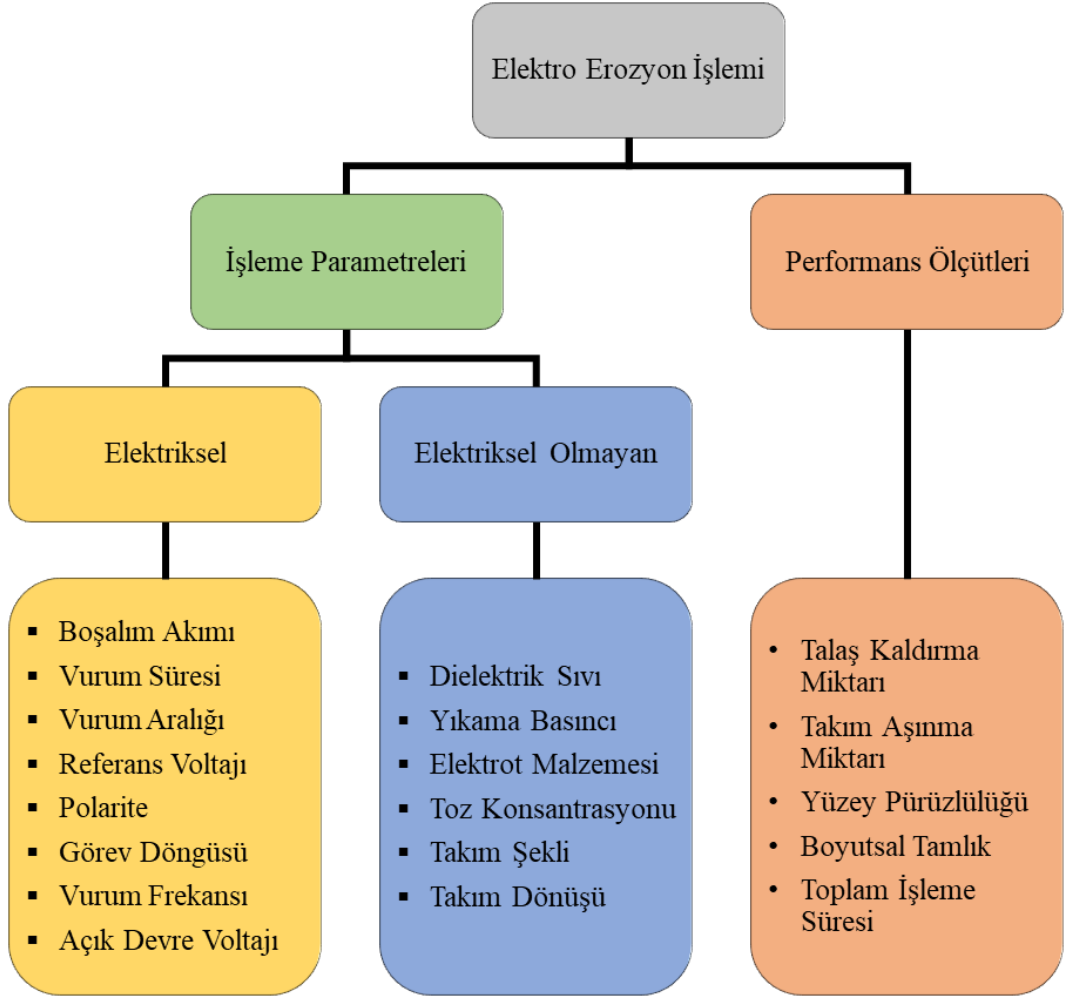 Elektro Erozyon İşlemi
İşleme Parametreleri
Performans Ölçütleri
Elektriksel
Elektriksel Olmayan
▪ Boşalım Akımı
▪ Vurum Süresi
▪ Vurum Aralığı
▪ Referans Voltajı
▪ Polarite
▪ Görev Döngüsü
▪ Vurum Frekansı
▪ Açık Devre Voltajı
▪ Dielektrik Sıvı
▪ Yıkama Basıncı
▪ Elektrot Malzemesi
▪ Toz Konsantrasyonu
▪ Takım Şekli
▪ Takım Dönüşü
• Talaş Kaldırma
Miktarı
• Takım Aşınma
Miktarı
• Yüzey Pürüzlülüğü
• Boyutsal Tamlık
• Toplam İşleme
Süresi